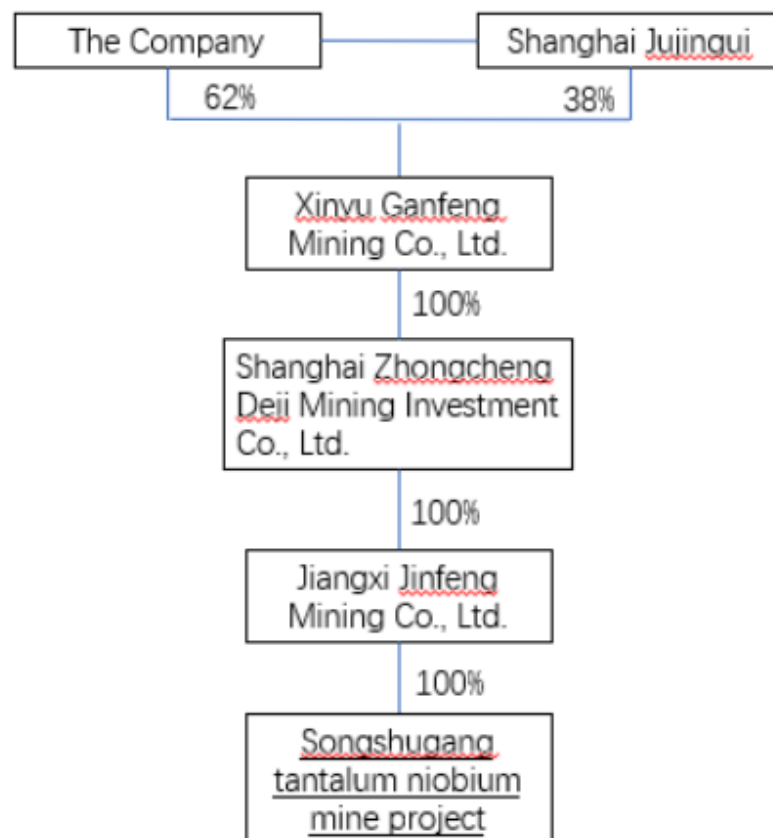 The Company
Shanghai Jujingui
62%
38%
Xinyu Ganfeng
Mining Co., Ltd.
100%
Shanghai Zhongcheng
Deji Mining Investment
Co., Ltd.
100%
Jiangxi Jinfeng
Mining Co., Ltd.
100%
Songshugang
tantalum niobium
mine project